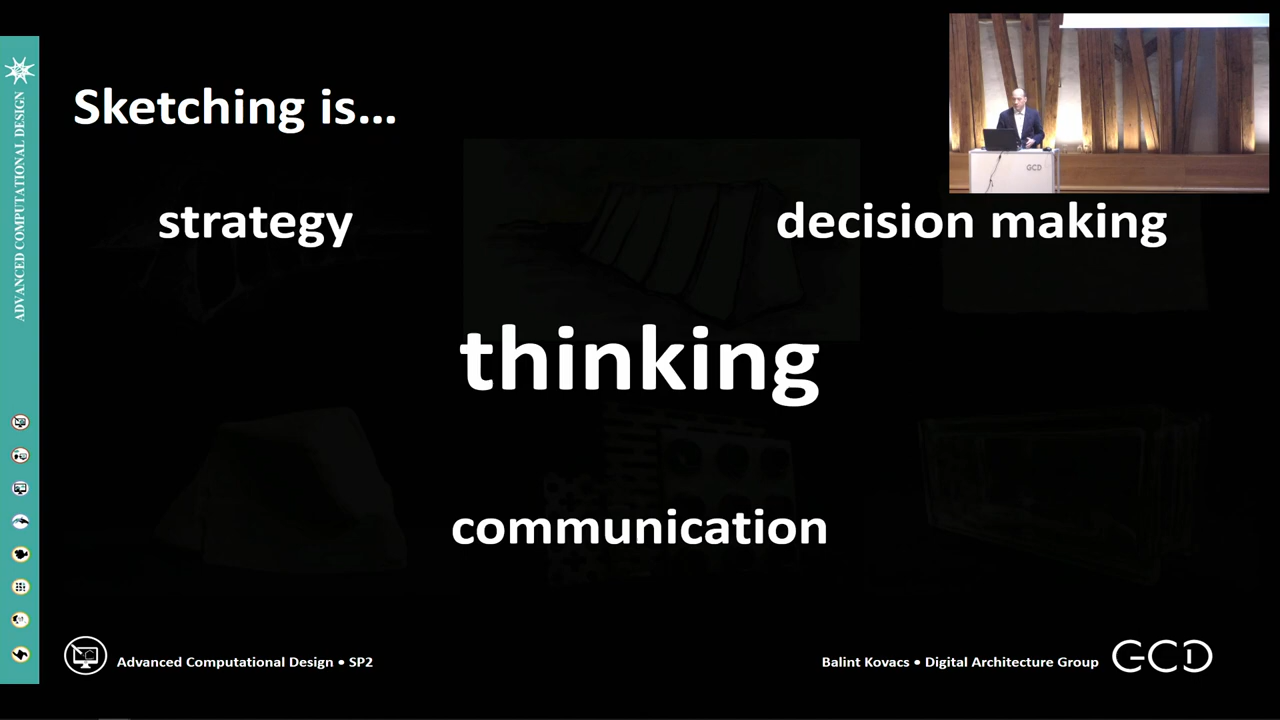 ADVANCED COMPUTATIONAL DESIGN
Sketching is...
GCD
strategy
decision making
thinking
communication
Advanced Computational Design • SP2
Balint Kovacs • Digital Architecture Group
GCD